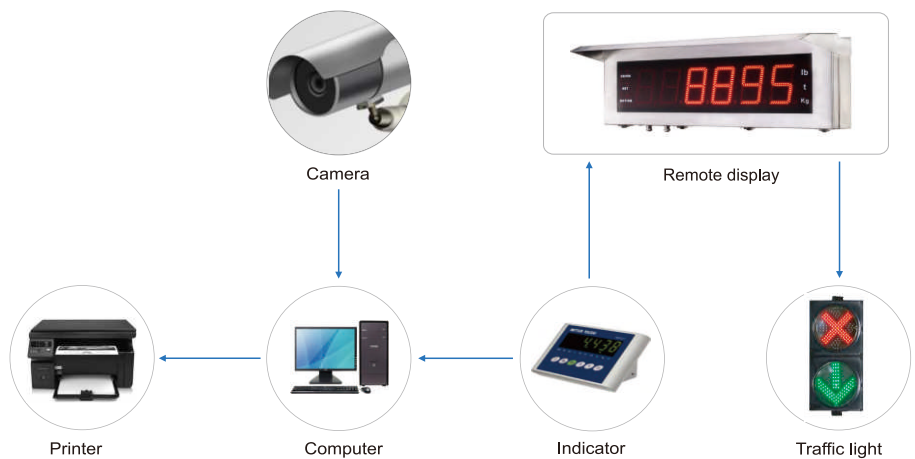 8895
lb
t
Kg
Camera
Remote display
4438
Printer
Computer
Indicator
Traffic light